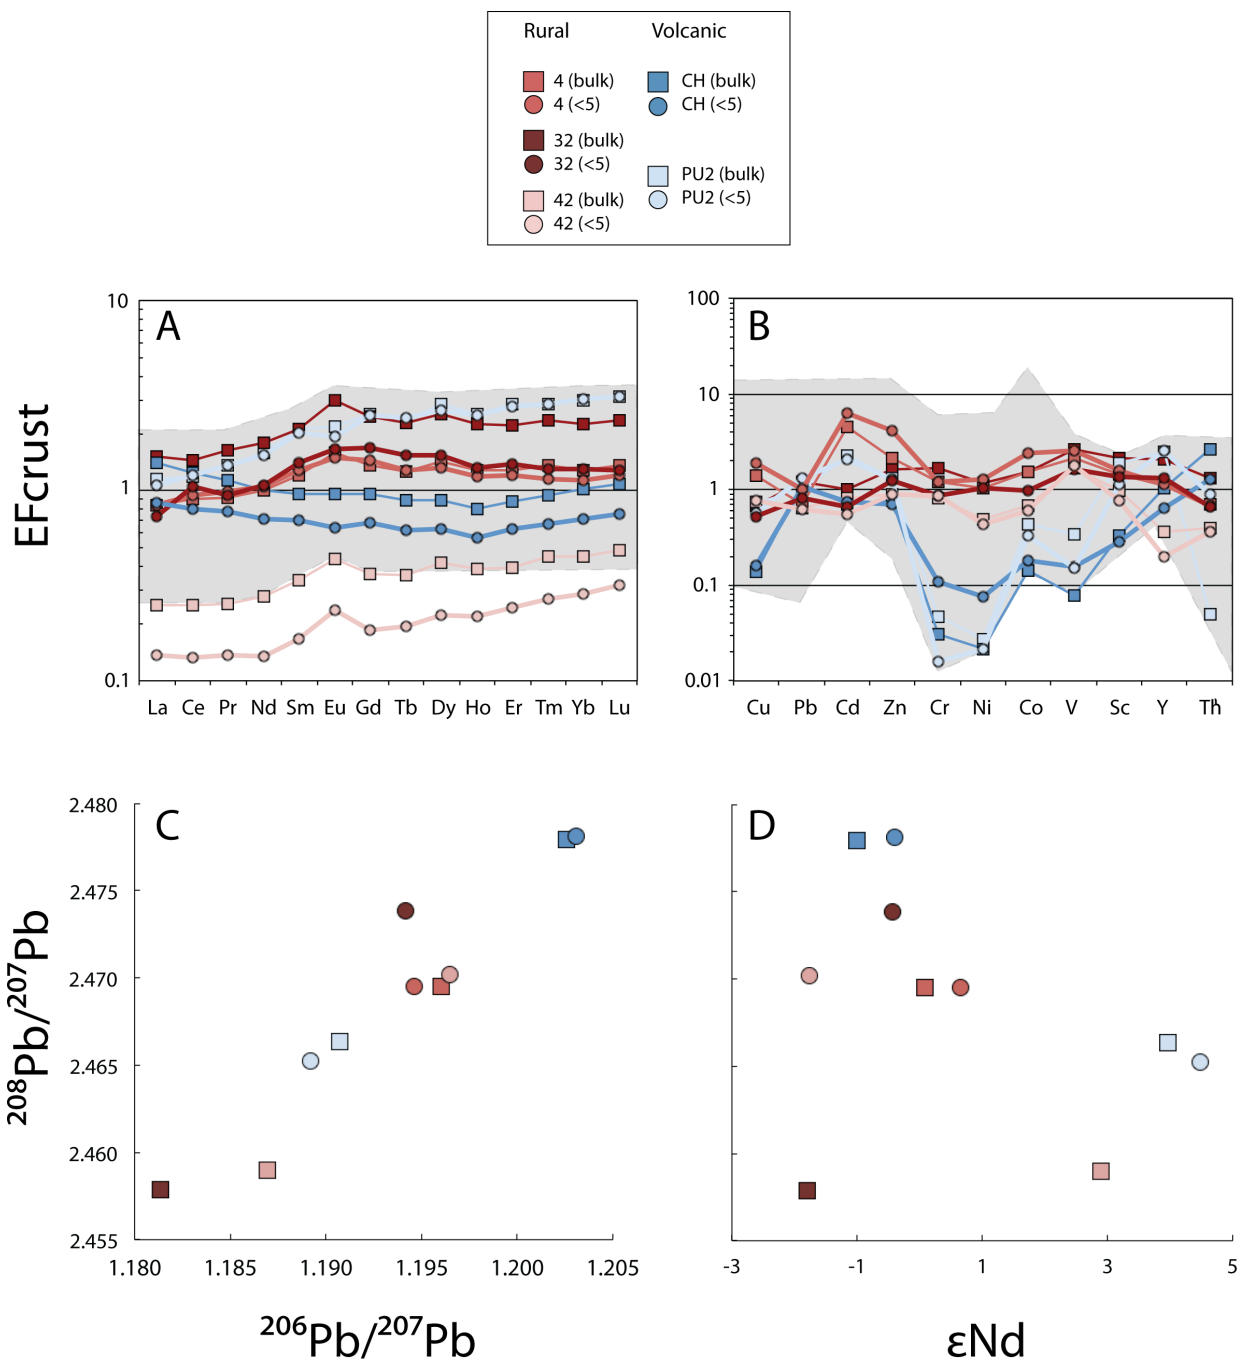 Rural Volcanic
4 (bulk) CH (bulk)
4 (<5) CH (<5)
32 (bulk)
32 (<5) PU2 (bulk)
42 (bulk) PU2 (<5)
42 (<5)
EFcrust
A
10
1
0.1
La Ce Pr Nd Sm Eu Gd Tb Dy Ho Er Tm Yb Lu
B
100
10
1
0.1
0.01
Cu Pb Cd Zn Cr Ni Co V Sc Y Th
²⁰⁸Pb/²⁰⁷Pb
C
2.480
2.475
2.470
2.465
2.460
2.455
1.180 1.185 1.190 1.195 1.200 1.205
²⁰⁶Pb/²⁰⁷Pb
D
-3 -1 1 3 5
εNd